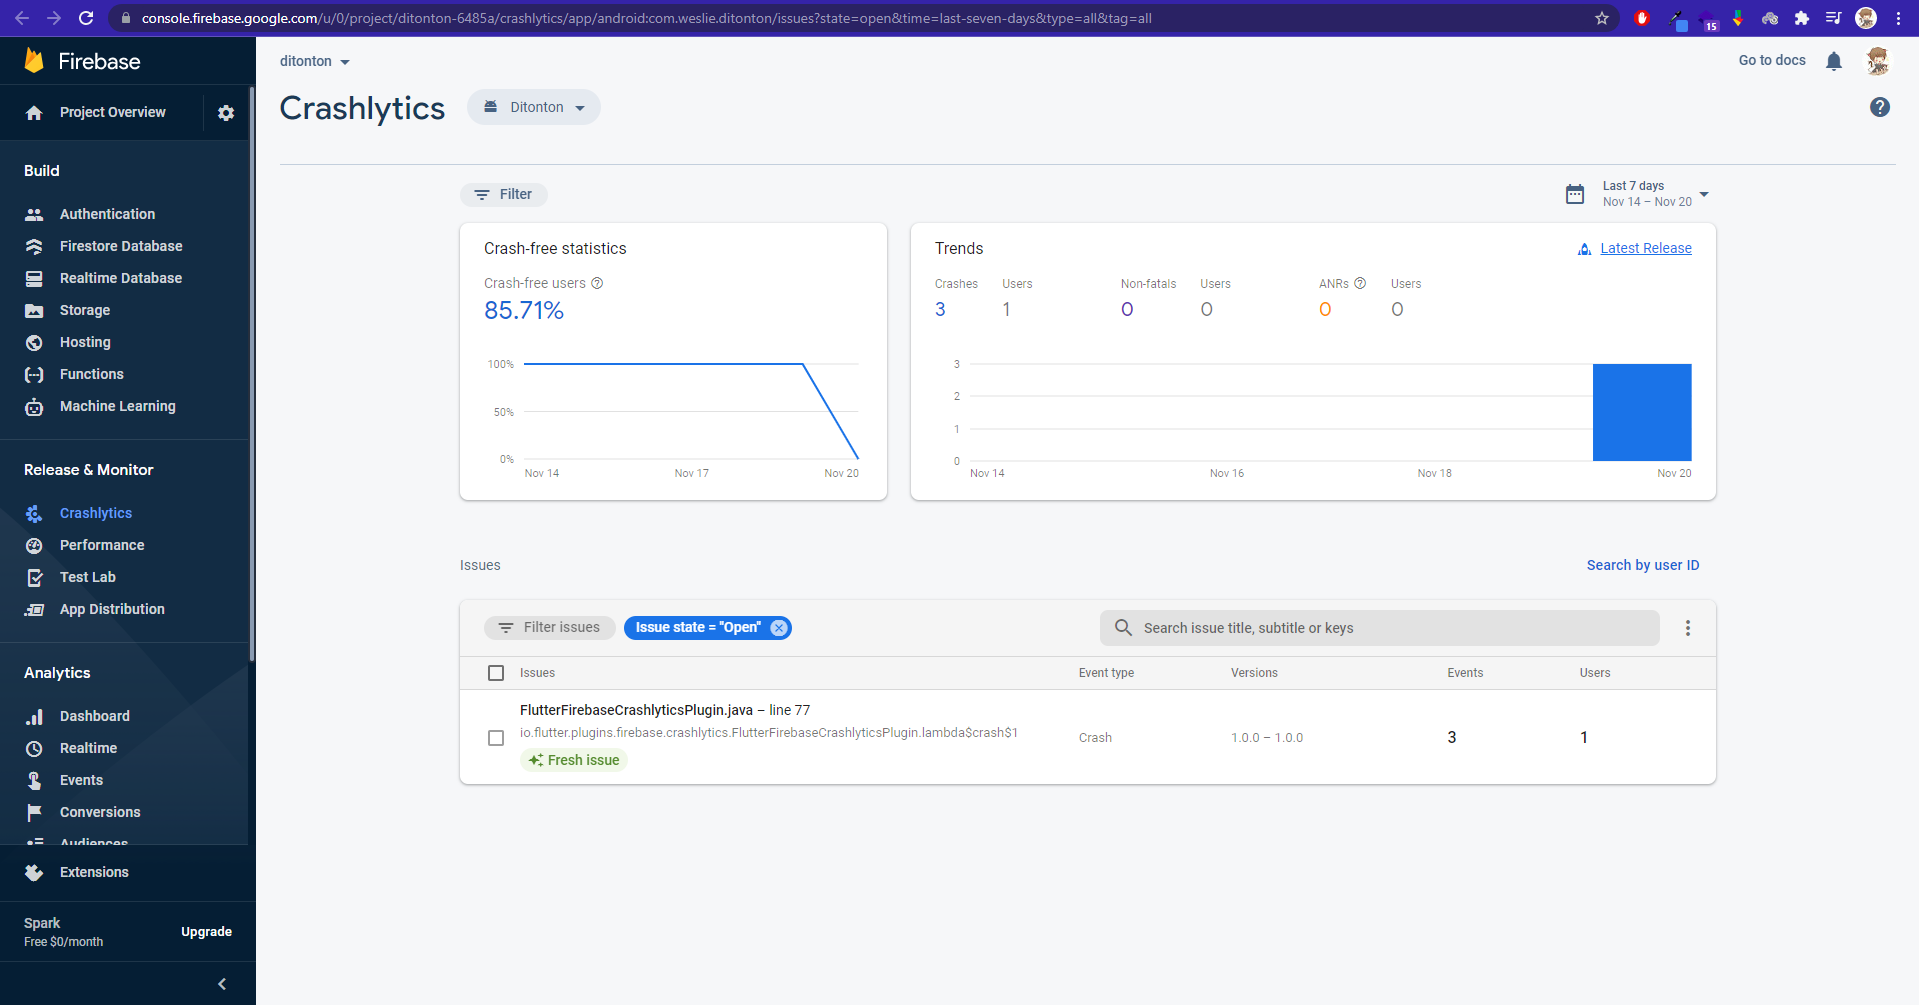 console.firebase.google.com/u/0/project/ditonton-6485a/crashlytics/app/android:com.weslie.ditonton/issues?state=open&time=last-seven-days&type=all&tag=all
15
Firebase
Project Overview
Build
Authentication
Firestore Database
Realtime Database
Storage
Hosting
Functions
Machine Learning
Release & Monitor
Crashlytics
Performance
Test Lab
App Distribution
Analytics
Dashboard
Realtime
Events
Conversions
Audiences
Extensions
Spark
Free $0/month
Upgrade
ditonton
Go to docs
Crashlytics
Ditonton
Filter
Last 7 days
Nov 14 – Nov 20
Crash-free statistics
Crash-free users
85.71%
100%
50%
0%
Nov 14 Nov 17 Nov 20
Trends
Latest Release
Crashes Users Non-fatals Users ANRs Users
3 1 0 0 0 0
3
2
1
0
Nov 14 Nov 16 Nov 18 Nov 20
Issues
Search by user ID
Filter issues
Issue state = "Open"
Search issue title, subtitle or keys
Issues Event type Versions Events Users
FlutterFirebaseCrashlyticsPlugin.java – line 77
io.flutter.plugins.firebase.crashlytics.FlutterFirebaseCrashlyticsPlugin.lambda$crash$1
Fresh issue
Crash 1.0.0 – 1.0.0 3 1